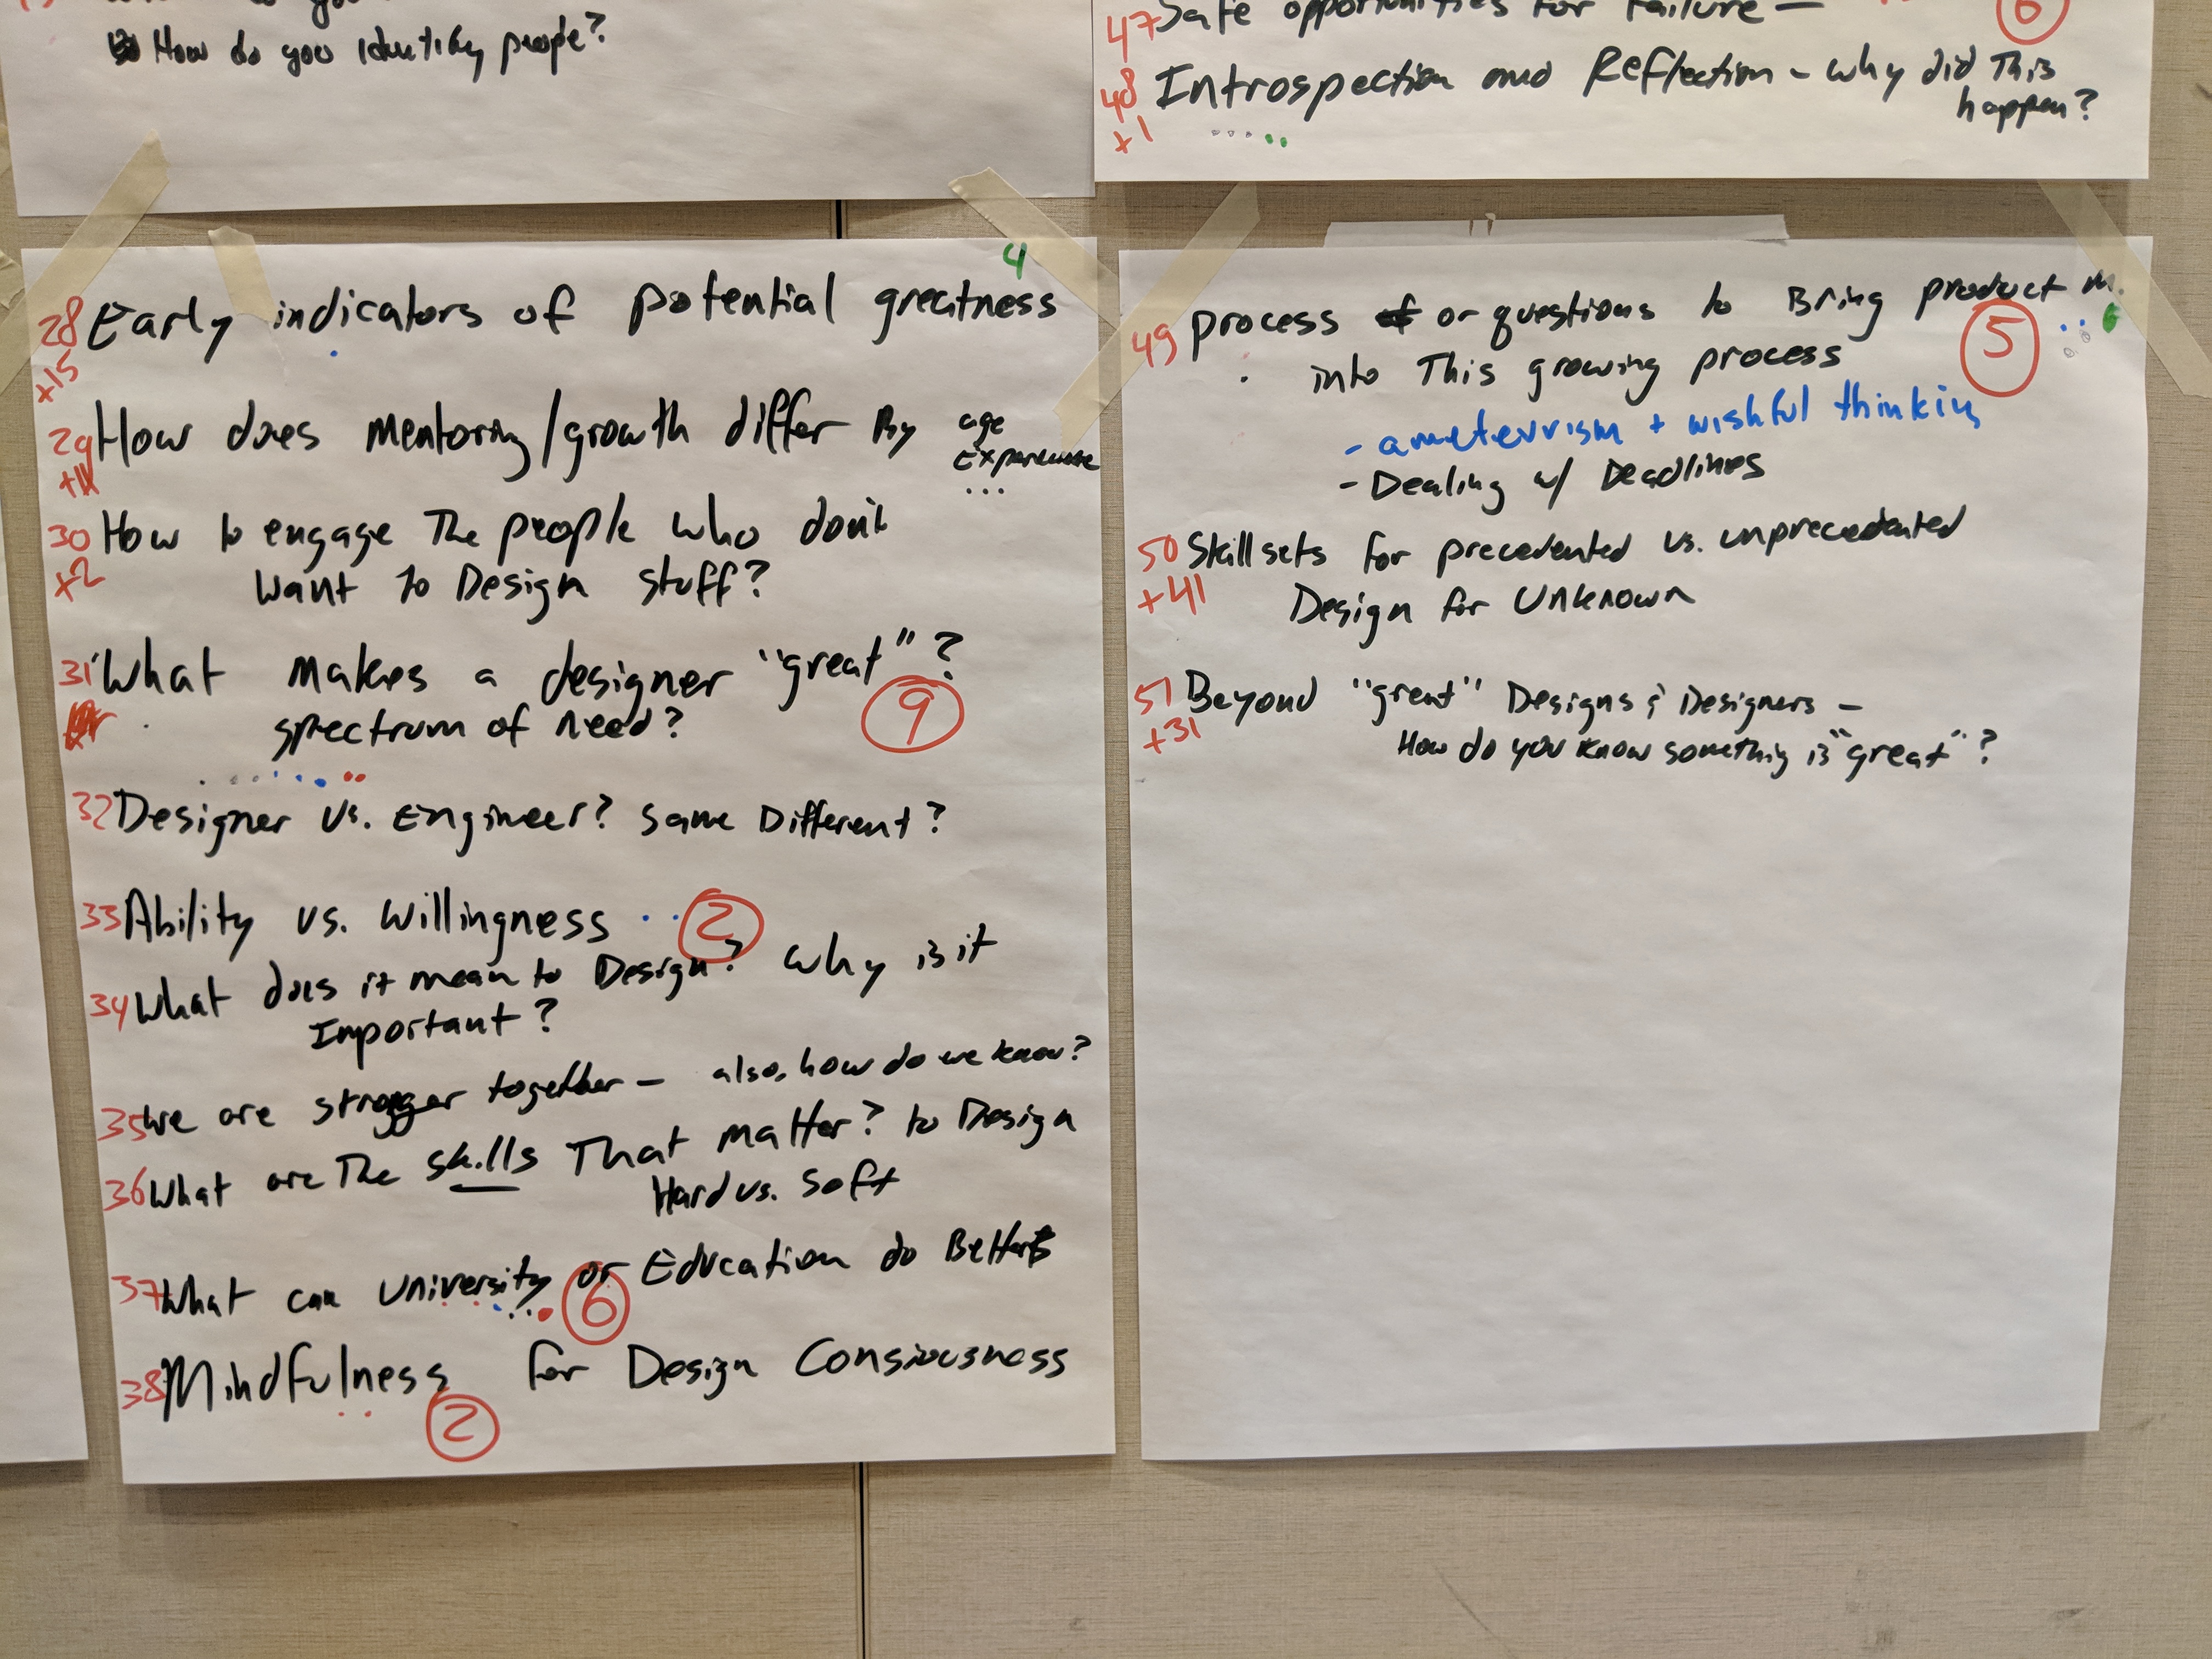 How do you identify people?
47 Safe opportunities for failure –
6
48 Introspection and Reflection – why did This
happen?
+1
4
28 Early indicators of potential greatness
+15
29 How does mentoring/growth differ By age
Experience
...
30 How to engage The people who don't
+2
want to Design stuff?
31 What makes a designer "great"?
spectrum of need?
9
32 Designer vs. Engineer? Same Different?
33 Ability vs. Willingness
2
34 What does it mean to Design? Why is it
Important?
35 We are stronger together – also, how do we know?
36 What are The skills That matter? to Design
Hard vs. Soft
37 What can University or Education do Better
6
38 Mindfulness for Design Consiousness
2
49 process or questions to Bring product m.
into This growing process
5
- ameteurism + wishful thinking
- Dealing w/ Deadlines
50 Skillsets for precedented vs. unprecedented
+41
Design for Unknown
51 Beyond "great" Designs & Designers –
+31
How do you know something is "great"?